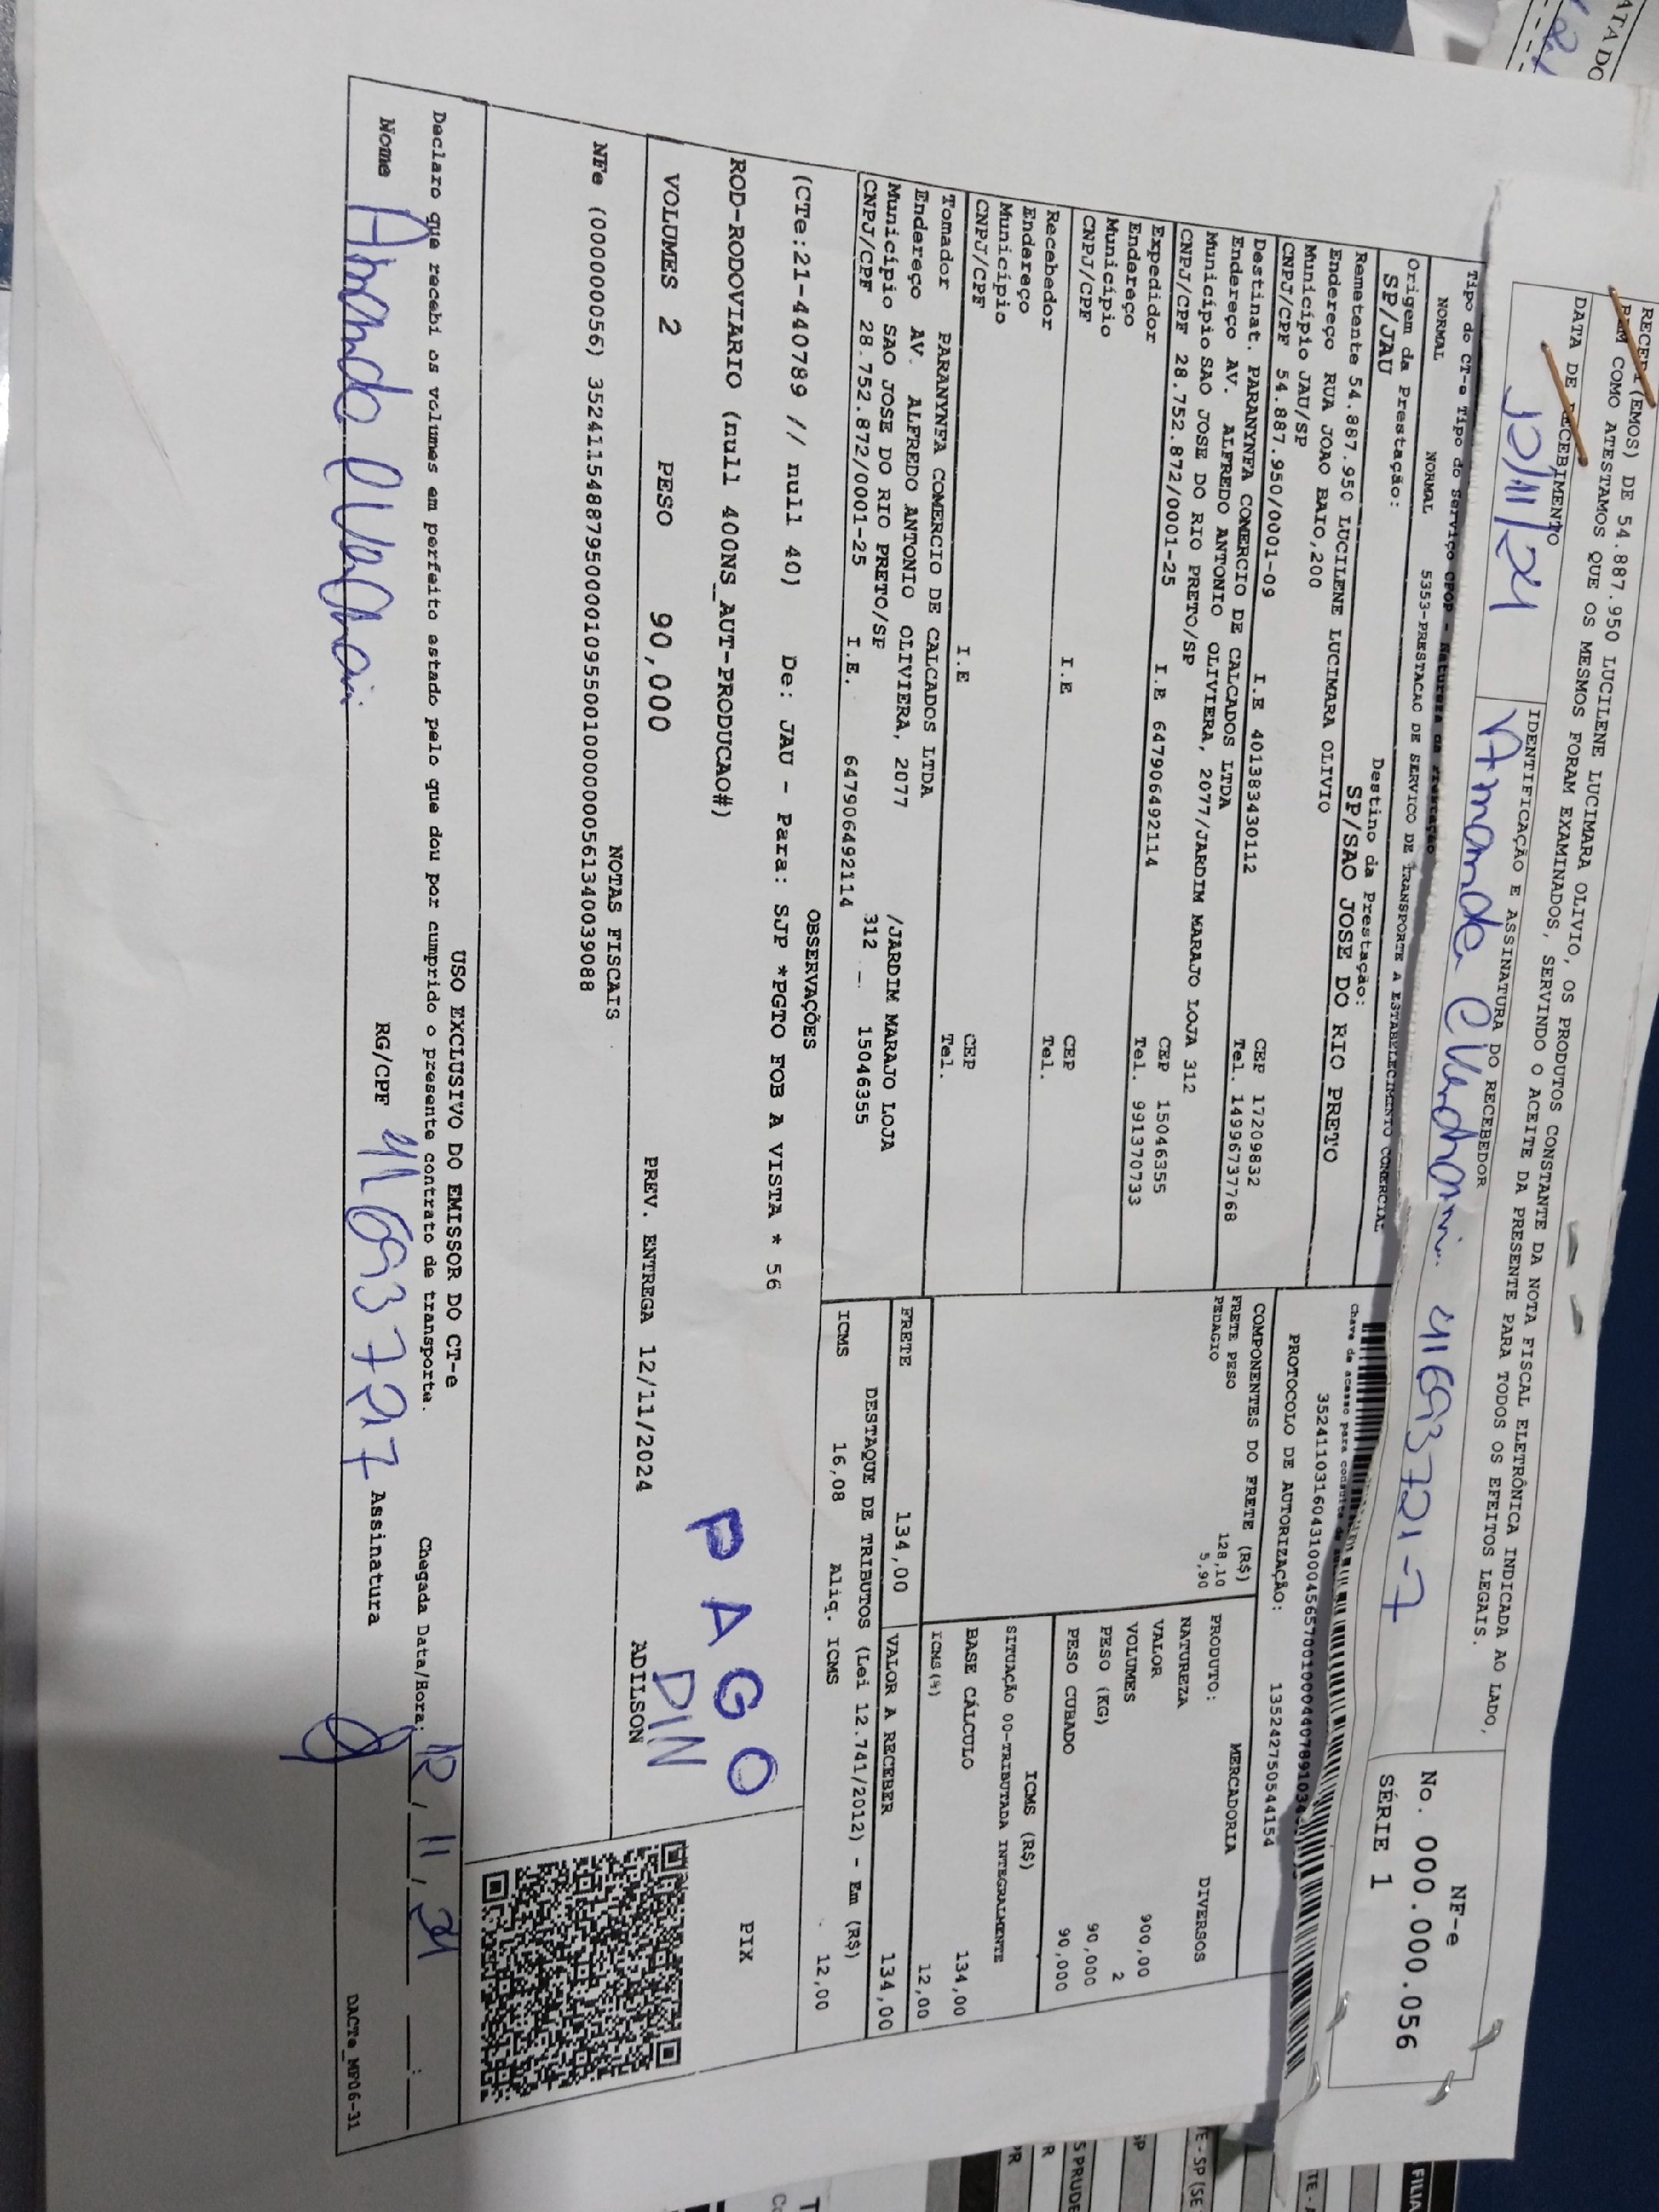 RECEBI (EMOS) DE 54.887.950 LUCILENE LUCIMARA OLIVIO, OS PRODUTOS CONSTANTE DA NOTA FISCAL ELETRÔNICA INDICADA AO LADO,
BEM COMO ATESTAMOS QUE OS MESMOS FORAM EXAMINADOS, SERVINDO O ACEITE DA PRESENTE PARA TODOS OS EFEITOS LEGAIS.
DATA DE RECEBIMENTO
IDENTIFICAÇÃO E ASSINATURA DO RECEBEDOR
Amanda 41693721-7
NF-e
No. 000.000.056
SÉRIE 1
Tipo do CT-e Tipo do Serviço CFOP - Natureza da Prestação
NORMAL NORMAL 5353-PRESTACAO DE SERVICO DE TRANSPORTE A ESTABELECIMENTO COMERCIAL
Origem da Prestação: Destino da Prestação:
SP/JAU SP/SAO JOSE DO RIO PRETO
Chave de acesso para consulta de
PROTOCOLO DE AUTORIZAÇÃO: 135242750544154
Remetente 54.887.950 LUCILENE LUCIMARA OLIVIO
Endereço RUA JOAO BAIO,200
Município JAU/SP CEP 17209832
CNPJ/CPF 54.887.950/0001-09 I.E 401383430112 Tel. 14996737768
Destinat. PARANYNFA COMERCIO DE CALCADOS LTDA
Endereço AV. ALFREDO ANTONIO OLIVIERA, 2077/JARDIM MARAJO LOJA 312
Município SAO JOSE DO RIO PRETO/SP CEP 15046355
CNPJ/CPF 28.752.872/0001-25 I.E 647906492114 Tel. 991370733
Expedidor
Endereço
Município CEP
CNPJ/CPF I.E Tel.
Recebedor
Endereço
Município CEP
CNPJ/CPF I.E Tel.
Tomador PARANYNFA COMERCIO DE CALCADOS LTDA
Endereço AV. ALFREDO ANTONIO OLIVIERA, 2077 /JARDIM MARAJO LOJA
Município SAO JOSE DO RIO PRETO/SP 312 - 15046355
CNPJ/CPF 28.752.872/0001-25 I.E. 647906492114
COMPONENTES DO FRETE (R$)
FRETE PESO 128,10
PEDAGIO 5,90
MERCADORIA
PRODUTO: DIVERSOS
NATUREZA
VALOR 900,00
VOLUMES 2
PESO (KG) 90,000
PESO CUBADO 90,000
ICMS (R$)
SITUAÇÃO 00-TRIBUTADA INTEGRALMENTE
BASE CÁLCULO 134,00
ICMS(%) 12,00
FRETE 134,00 VALOR A RECEBER 134,00
DESTAQUE DE TRIBUTOS (Lei 12.741/2012) - Em (R$)
ICMS 16,08 Aliq. ICMS 12,00
OBSERVAÇÕES
(CTe:21-440789 // null 40) De: JAU - Para: SJP *PGTO FOB A VISTA * 56
ROD-RODOVIARIO (null 400NS_AUT-PRODUCAO#)
PAGO
DIN
PIX
VOLUMES 2 PESO 90,000 PREV. ENTREGA 12/11/2024 ADILSON
NOTAS FISCAIS
NFe (00000056) 35241154887950000109550010000000561340039088
USO EXCLUSIVO DO EMISSOR DO CT-e
Declaro que recebi os volumes em perfeito estado pelo que dou por cumprido o presente contrato de transporte. Chegada Data/Hora: 12/11/24
Nome Amanda RG/CPF 416937217 Assinatura
DACTe_MP06-31